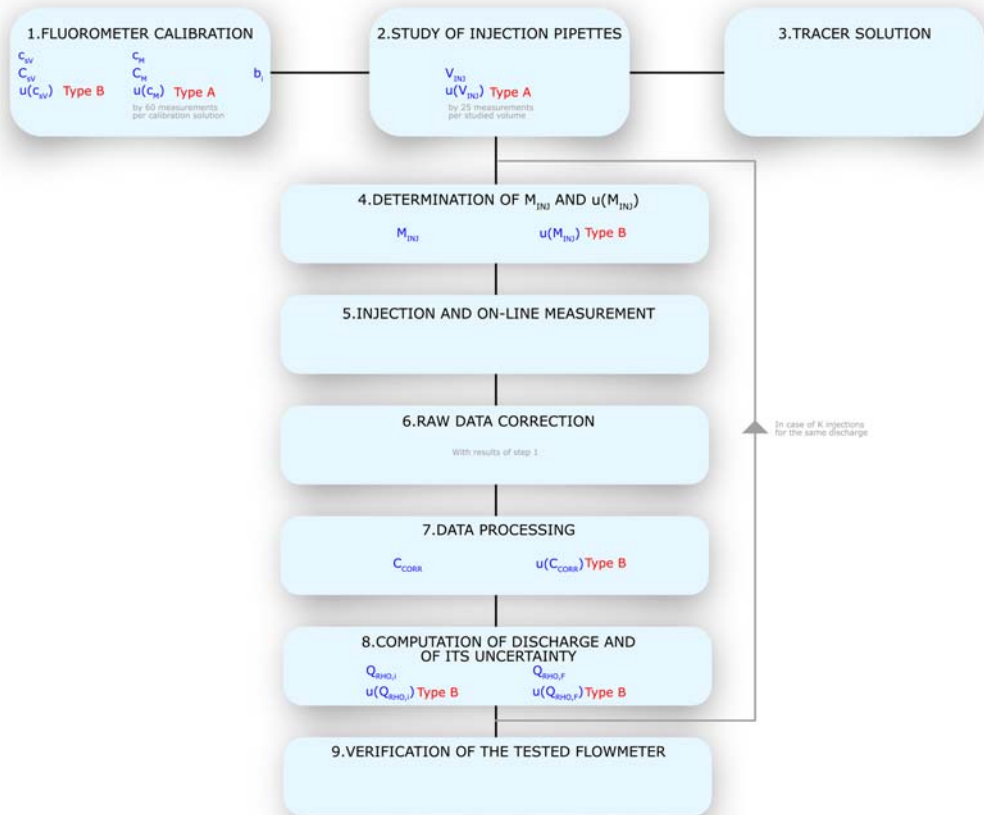 1.FLUOROMETER CALIBRATION
c_sV
C_sV
u(c_sV) Type B
c_M
C_M
u(c_M) Type A
by 60 measurements
per calibration solution
b_i
2.STUDY OF INJECTION PIPETTES
V_INJ
u(V_INJ) Type A
by 25 measurements
per studied volume
3.TRACER SOLUTION
4.DETERMINATION OF M_INJ AND u(M_INJ)
M_INJ
u(M_INJ) Type B
5.INJECTION AND ON-LINE MEASUREMENT
6.RAW DATA CORRECTION
With results of step 1
In case of K injections
for the same discharge
7.DATA PROCESSING
C_CORR
u(C_CORR) Type B
8.COMPUTATION OF DISCHARGE AND
OF ITS UNCERTAINTY
Q_RHO,i
u(Q_RHO,i) Type B
Q_RHO,F
u(Q_RHO,F) Type B
9.VERIFICATION OF THE TESTED FLOWMETER